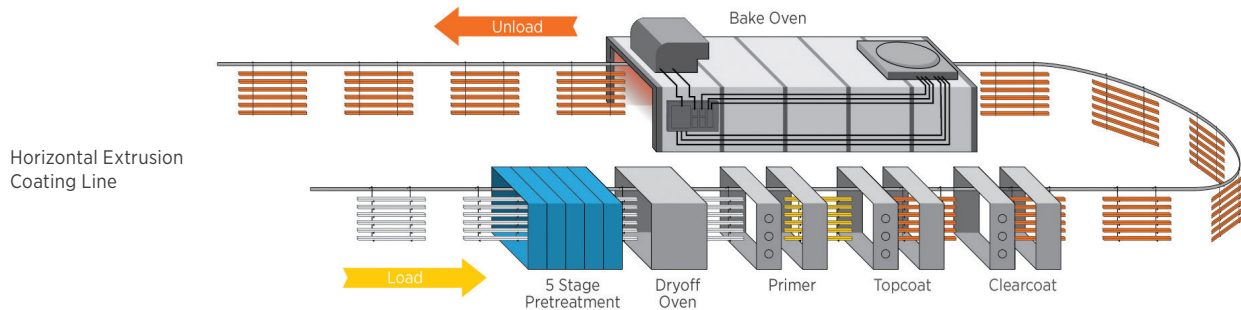 Bake Oven
Unload
Horizontal Extrusion
Coating Line
Load
5 Stage
Pretreatment
Dryoff
Oven
Primer
Topcoat
Clearcoat